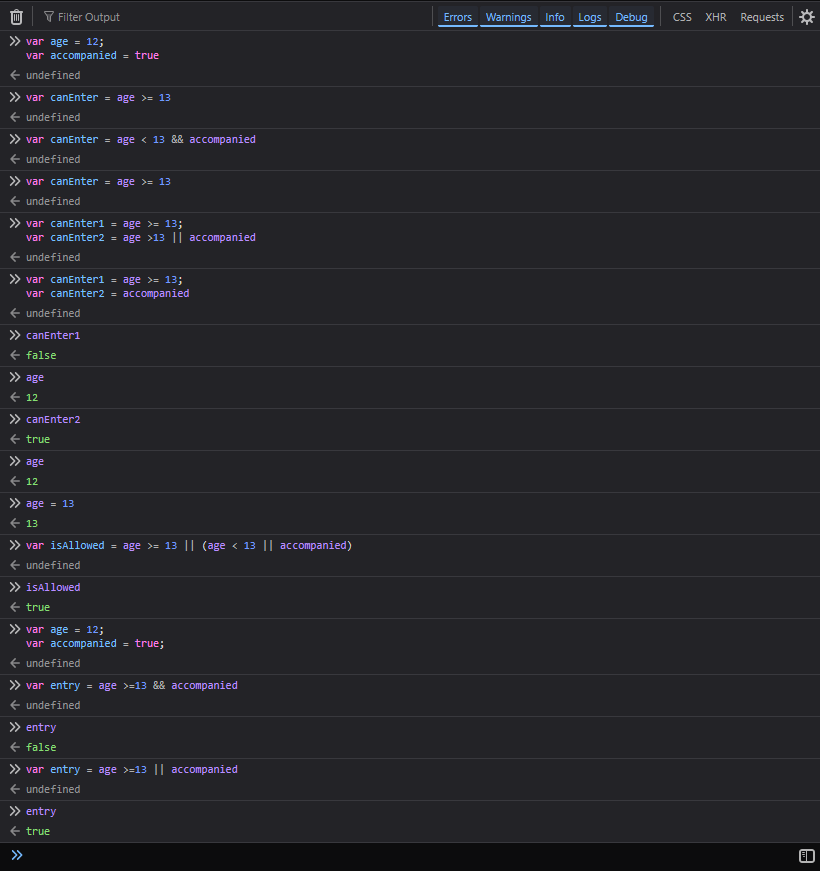 Filter Output
Errors Warnings Info Logs Debug CSS XHR Requests
var age = 12;
var accompanied = true
undefined
var canEnter = age >= 13
undefined
var canEnter = age < 13 && accompanied
undefined
var canEnter = age >= 13
undefined
var canEnter1 = age >= 13;
var canEnter2 = age >13 || accompanied
undefined
var canEnter1 = age >= 13;
var canEnter2 = accompanied
undefined
canEnter1
false
age
12
canEnter2
true
age
12
age = 13
13
var isAllowed = age >= 13 || (age < 13 || accompanied)
undefined
isAllowed
true
var age = 12;
var accompanied = true;
undefined
var entry = age >=13 && accompanied
undefined
entry
false
var entry = age >=13 || accompanied
undefined
entry
true